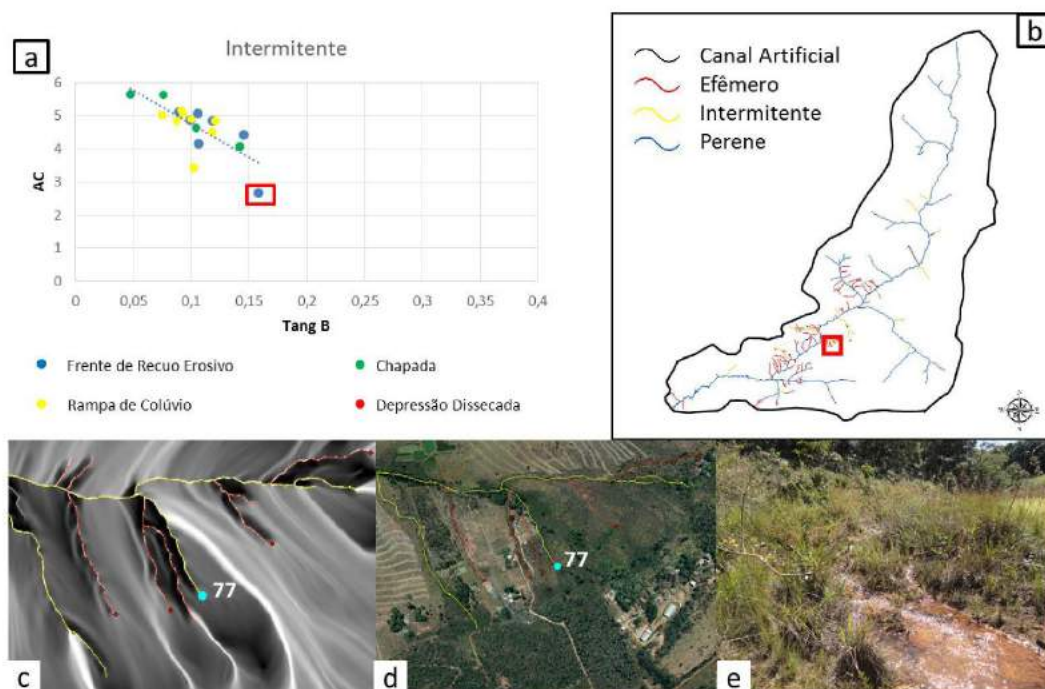 a
Intermitente
6
5
4
3
2
1
0
AC
0
0,05
0,1
0,15
0,2
0,25
0,3
0,35
0,4
Tang B
Frente de Recuo Erosivo
Chapada
Rampa de Colúvio
Depressão Dissecada
b
Canal Artificial
Efêmero
Intermitente
Perene
N
W
E
S
77
c
77
d
e